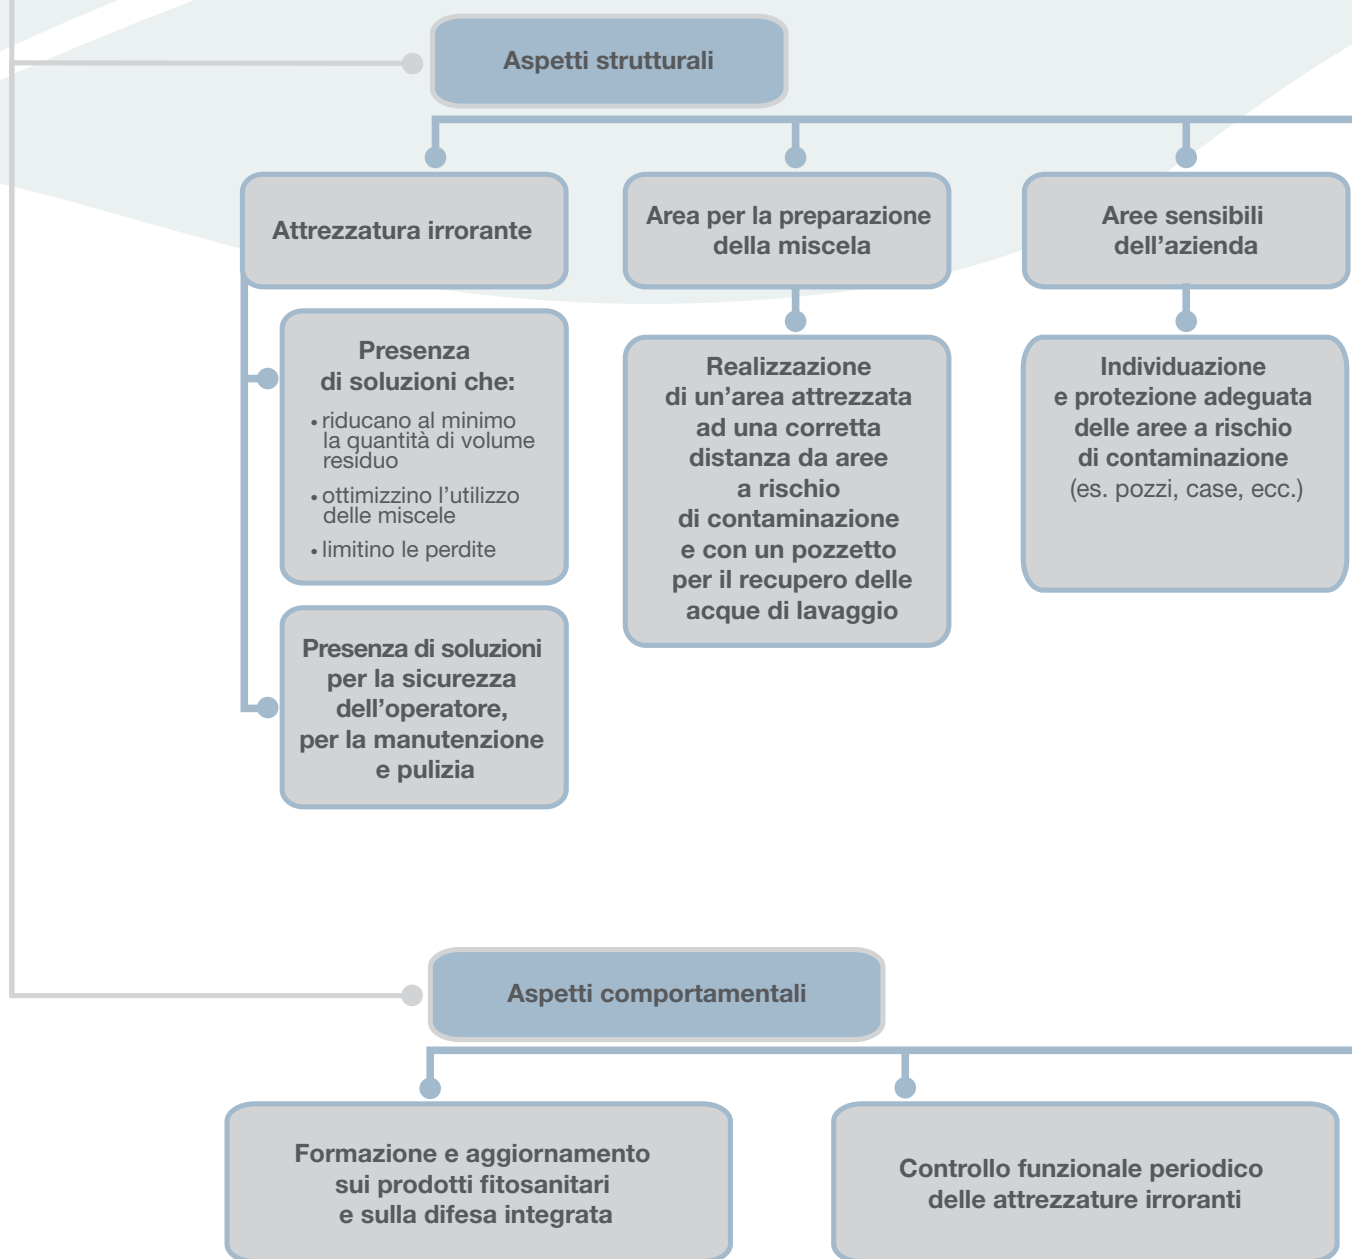 Aspetti strutturali
Attrezzatura irrorante
Presenza
di soluzioni che:
• riducano al minimo
la quantità di volume
residuo
• ottimizzino l'utilizzo
delle miscele
• limitino le perdite
Presenza di soluzioni
per la sicurezza
dell'operatore,
per la manutenzione
e pulizia
Area per la preparazione
della miscela
Realizzazione
di un'area attrezzata
ad una corretta
distanza da aree
a rischio
di contaminazione
e con un pozzetto
per il recupero delle
acque di lavaggio
Aree sensibili
dell'azienda
Individuazione
e protezione adeguata
delle aree a rischio
di contaminazione
(es. pozzi, case, ecc.)
Aspetti comportamentali
Formazione e aggiornamento
sui prodotti fitosanitari
e sulla difesa integrata
Controllo funzionale periodico
delle attrezzature irroranti